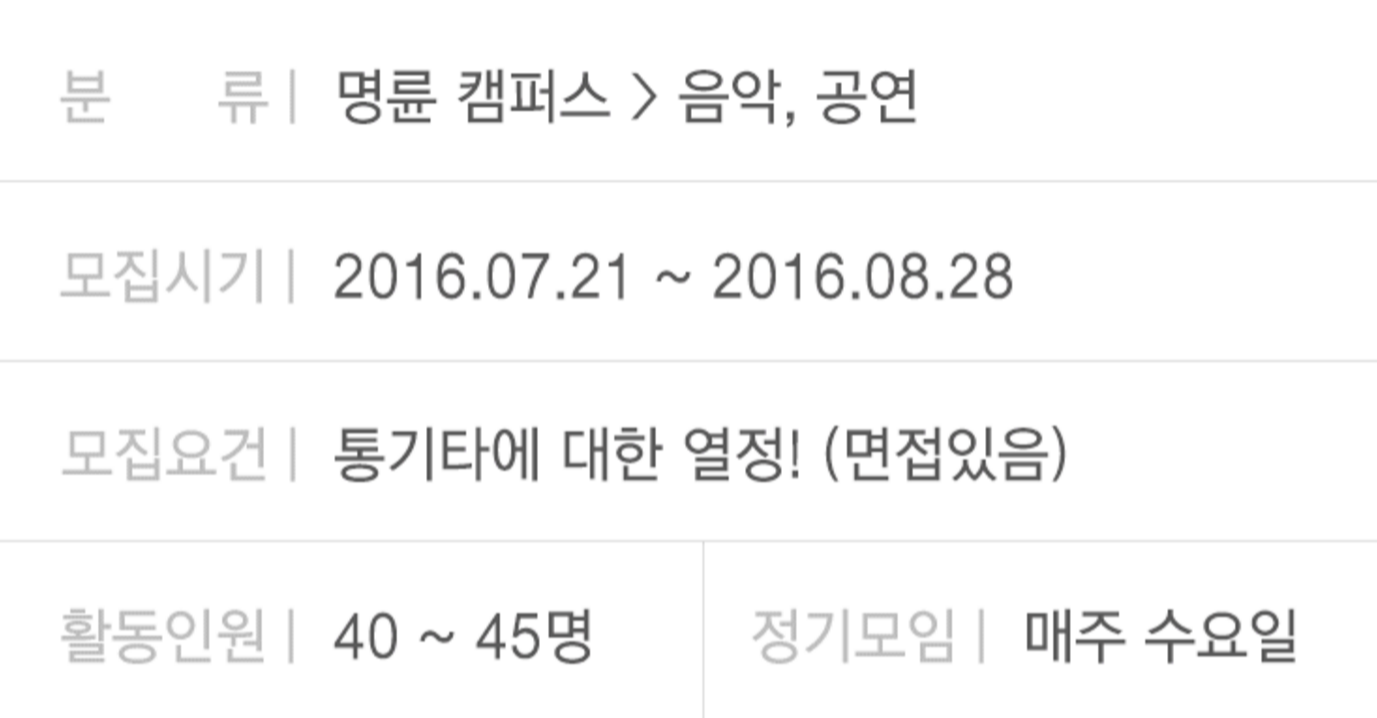 분 류 | 명륜 캠퍼스 > 음악, 공연
모집시기 | 2016.07.21 ~ 2016.08.28
모집요건 | 통기타에 대한 열정! (면접있음)
활동인원 | 40 ~ 45명 정기모임 | 매주 수요일